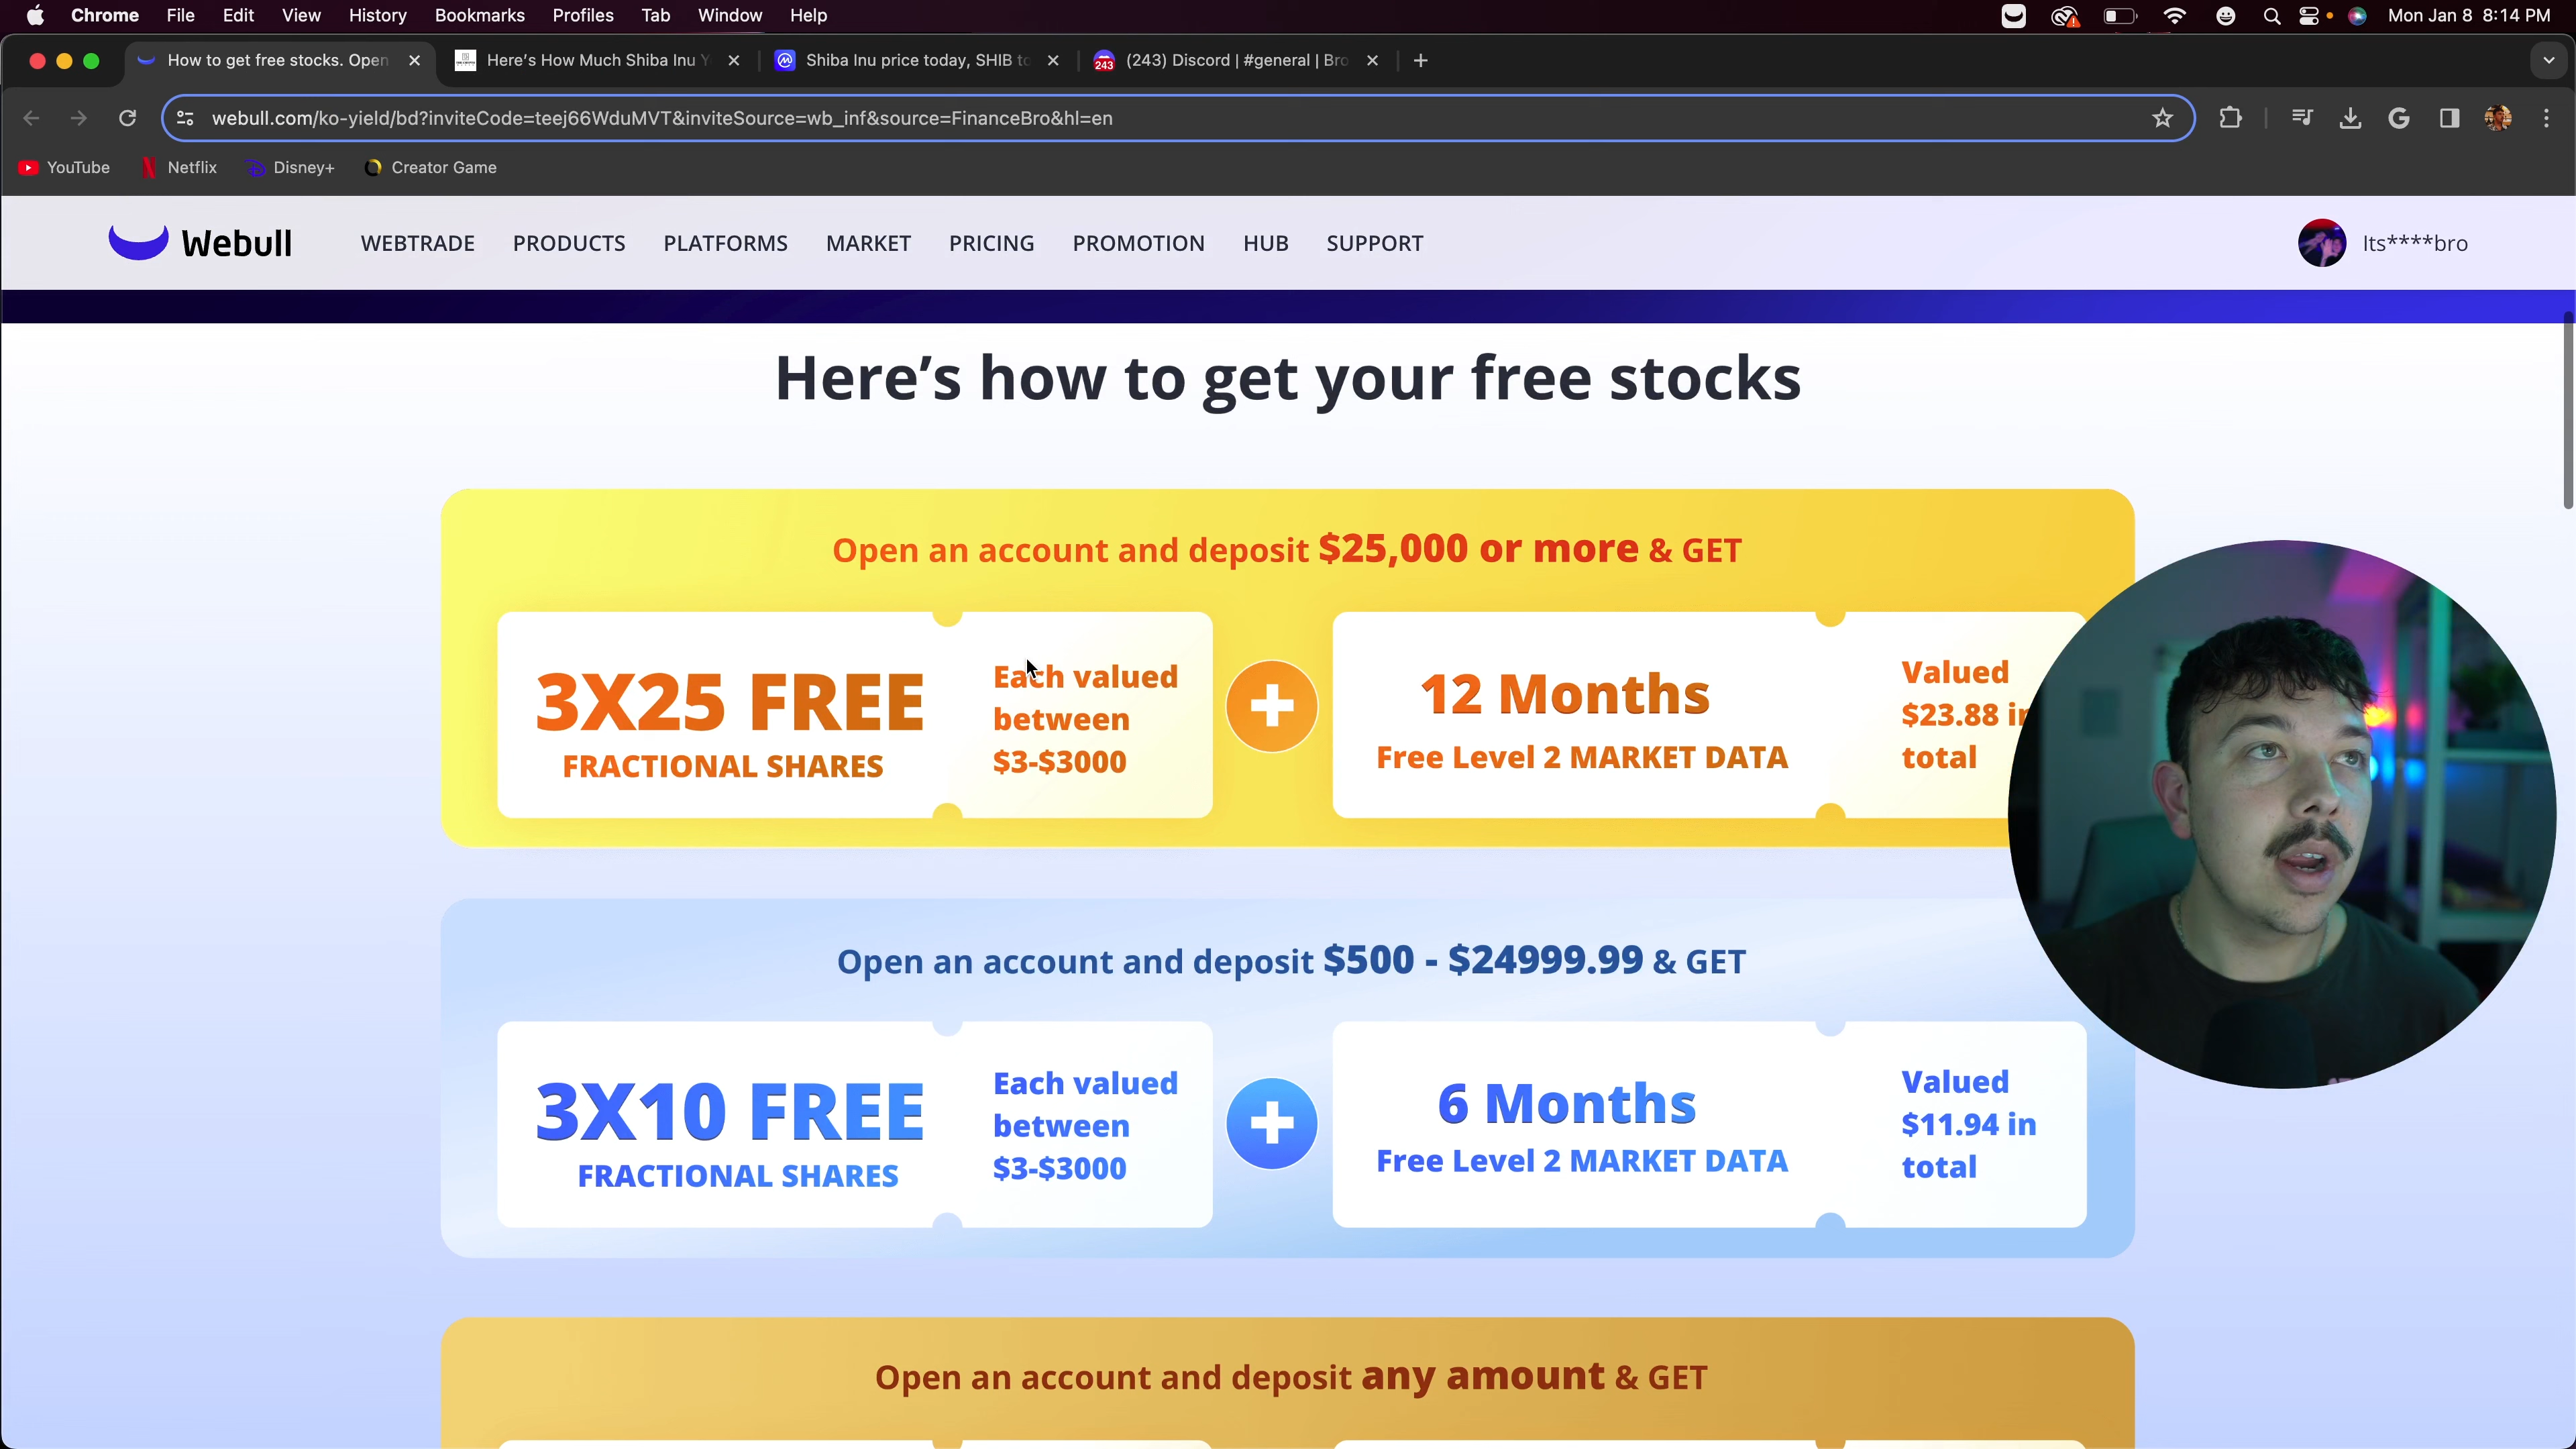 Chrome File Edit View History Bookmarks Profiles Tab Window Help Mon Jan 8 8:14 PM
How to get free stocks. Open
Here's How Much Shiba Inu Y
Shiba Inu price today, SHIB to
243
(243) Discord | #general | Bro
webull.com/ko-yield/bd?inviteCode=teej66WduMVT&inviteSource=wb_inf&source=FinanceBro&hl=en
YouTube Netflix Disney+ Creator Game
Webull WEBTRADE PRODUCTS PLATFORMS MARKET PRICING PROMOTION HUB SUPPORT Its****bro
Here's how to get your free stocks
Open an account and deposit $25,000 or more & GET
3X25 FREE
FRACTIONAL SHARES
Each valued
between
$3-$3000
12 Months
Free Level 2 MARKET DATA
Valued
$23.88 in
total
Open an account and deposit $500 - $24999.99 & GET
3X10 FREE
FRACTIONAL SHARES
Each valued
between
$3-$3000
6 Months
Free Level 2 MARKET DATA
Valued
$11.94 in
total
Open an account and deposit any amount & GET